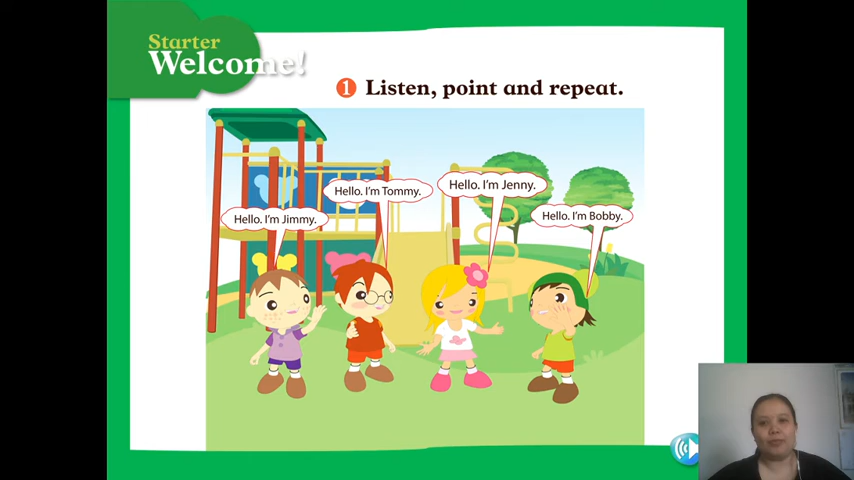 Starter
Welcome!
1 Listen, point and repeat.
Hello. I'm Jimmy.
Hello. I'm Tommy.
Hello. I'm Jenny.
Hello. I'm Bobby.